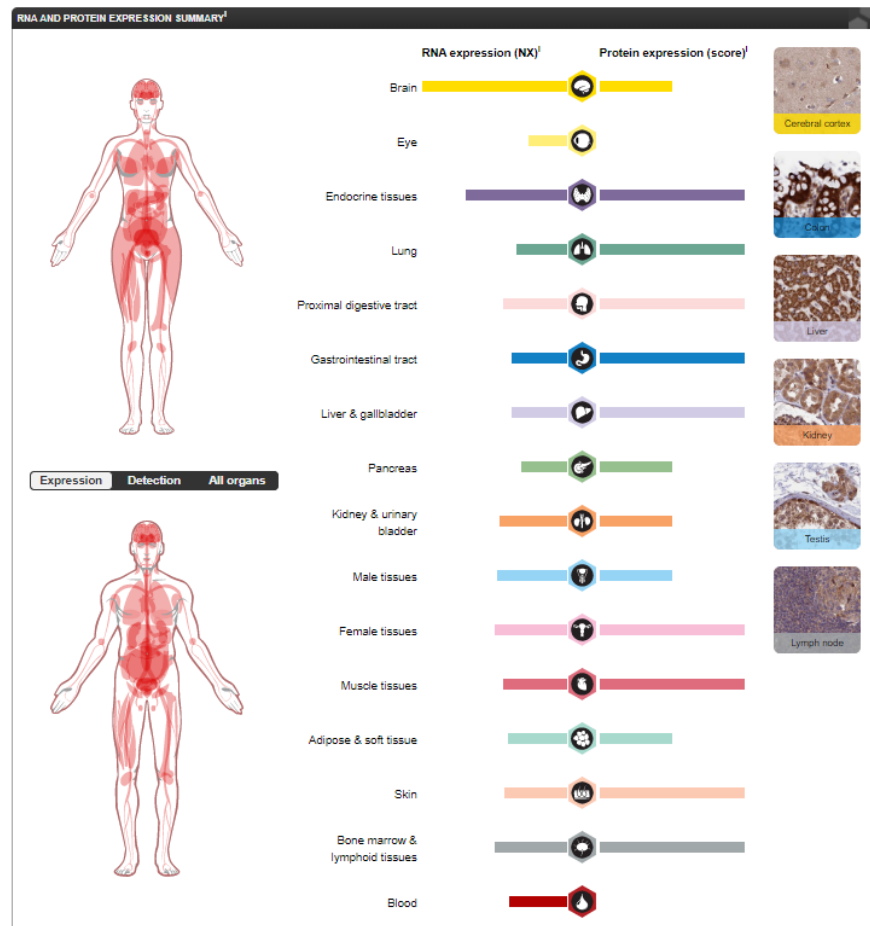 RNA AND PROTEIN EXPRESSION SUMMARYⁱ
RNA expression (NX)ⁱ
Protein expression (score)ⁱ
Brain
Eye
Endocrine tissues
Lung
Proximal digestive tract
Gastrointestinal tract
Liver & gallbladder
Pancreas
Kidney & urinary
bladder
Male tissues
Female tissues
Muscle tissues
Adipose & soft tissue
Skin
Bone marrow &
lymphoid tissues
Blood
Expression Detection All organs
Cerebral cortex
Colon
Liver
Kidney
Testis
Lymph node